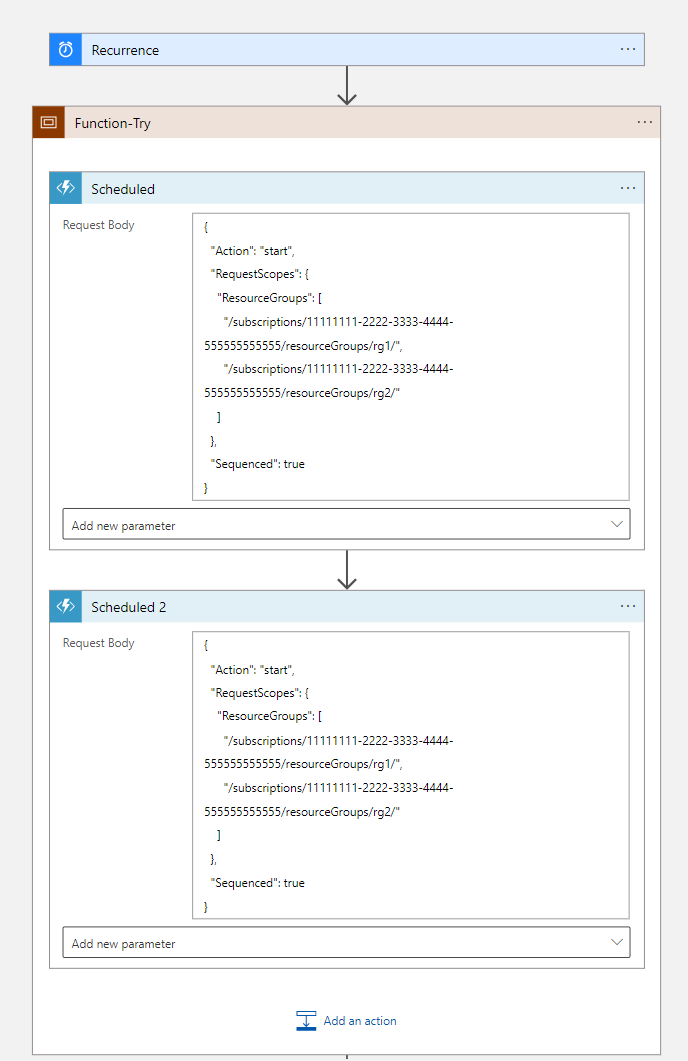 Recurrence
Function-Try
Scheduled
Request Body
{
"Action": "start",
"RequestScopes": {
"ResourceGroups": [
"/subscriptions/11111111-2222-3333-4444-
555555555555/resourceGroups/rg1/",
"/subscriptions/11111111-2222-3333-4444-
555555555555/resourceGroups/rg2/"
]
},
"Sequenced": true
}
Add new parameter
Scheduled 2
Request Body
{
"Action": "start",
"RequestScopes": {
"ResourceGroups": [
"/subscriptions/11111111-2222-3333-4444-
555555555555/resourceGroups/rg1/",
"/subscriptions/11111111-2222-3333-4444-
555555555555/resourceGroups/rg2/"
]
},
"Sequenced": true
}
Add new parameter
Add an action